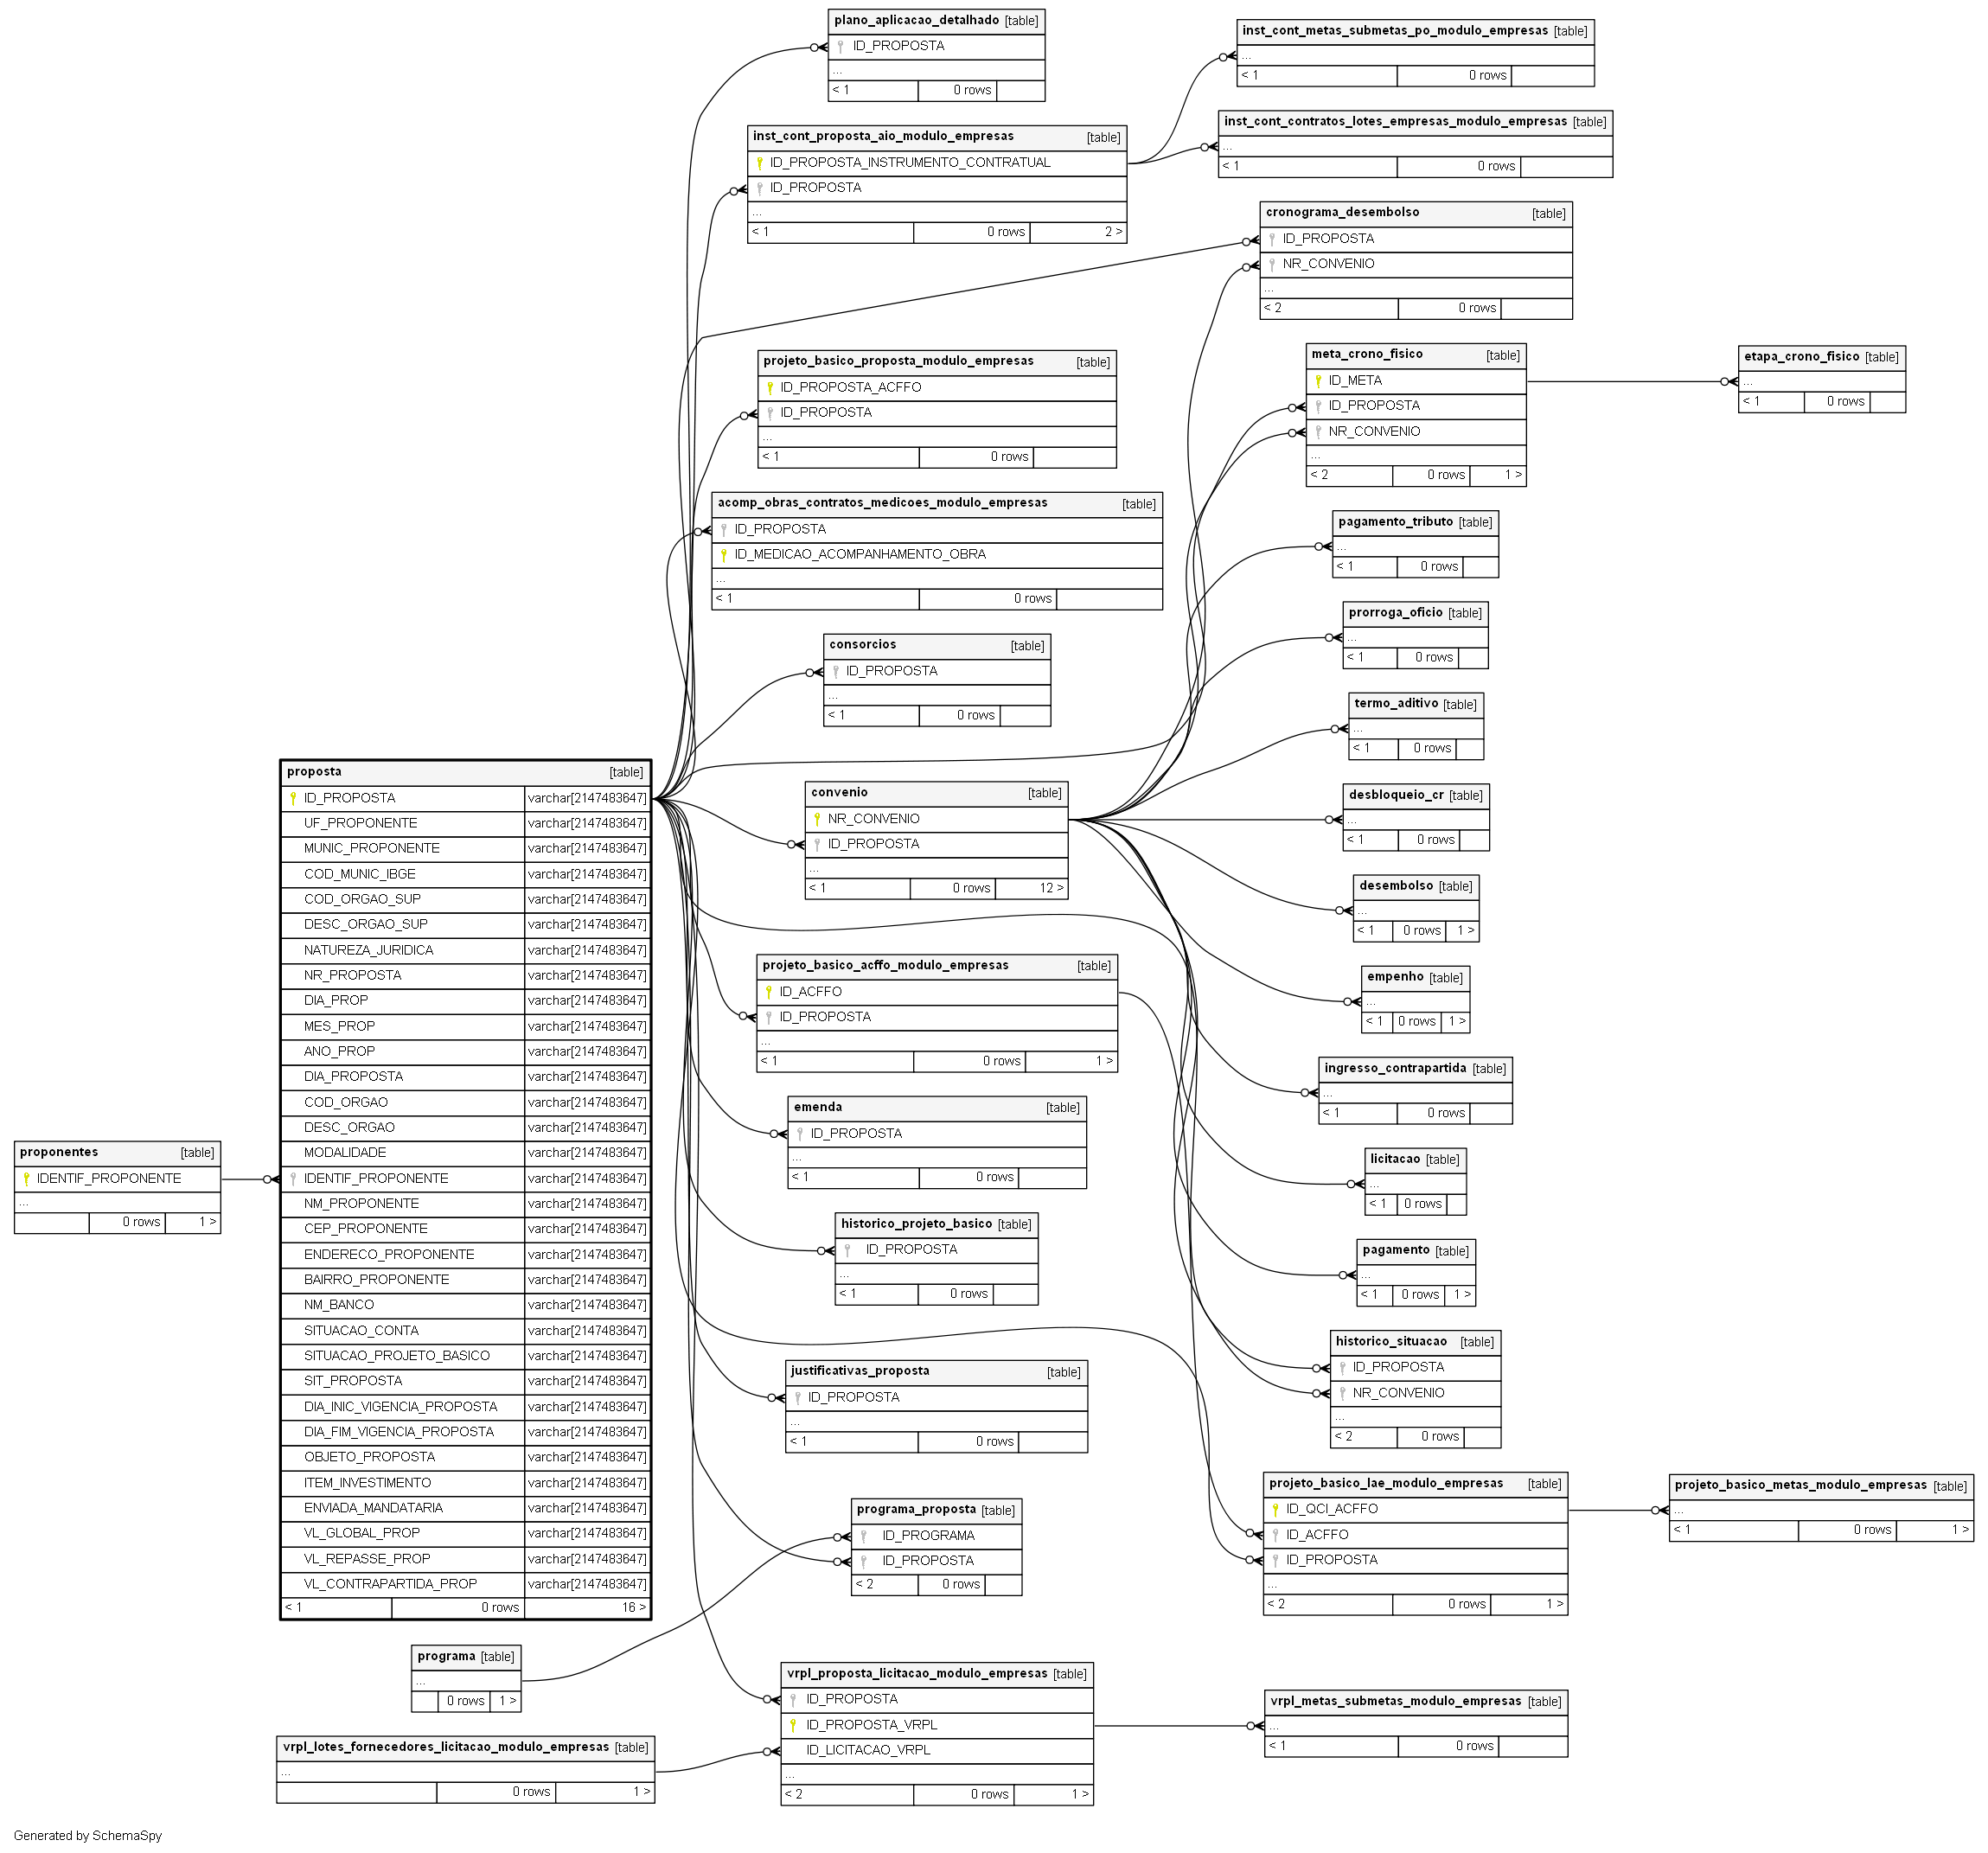 plano_aplicacao_detalhado [table]
ID_PROPOSTA
...
< 1 0 rows
inst_cont_metas_submetas_po_modulo_empresas [table]
...
< 1 0 rows
inst_cont_proposta_aio_modulo_empresas [table]
ID_PROPOSTA_INSTRUMENTO_CONTRATUAL
ID_PROPOSTA
...
< 1 0 rows 2 >
inst_cont_contratos_lotes_empresas_modulo_empresas [table]
...
< 1 0 rows
cronograma_desembolso [table]
ID_PROPOSTA
NR_CONVENIO
...
< 2 0 rows
projeto_basico_proposta_modulo_empresas [table]
ID_PROPOSTA_ACFFO
ID_PROPOSTA
...
< 1 0 rows
meta_crono_fisico [table]
ID_META
ID_PROPOSTA
NR_CONVENIO
...
< 2 0 rows 1 >
etapa_crono_fisico [table]
...
< 1 0 rows
acomp_obras_contratos_medicoes_modulo_empresas [table]
ID_PROPOSTA
ID_MEDICAO_ACOMPANHAMENTO_OBRA
...
< 1 0 rows
pagamento_tributo [table]
...
< 1 0 rows
prorroga_oficio [table]
...
< 1 0 rows
consorcios [table]
ID_PROPOSTA
...
< 1 0 rows
termo_aditivo [table]
...
< 1 0 rows
proposta [table]
ID_PROPOSTA varchar[2147483647]
UF_PROPONENTE varchar[2147483647]
MUNIC_PROPONENTE varchar[2147483647]
COD_MUNIC_IBGE varchar[2147483647]
COD_ORGAO_SUP varchar[2147483647]
DESC_ORGAO_SUP varchar[2147483647]
NATUREZA_JURIDICA varchar[2147483647]
NR_PROPOSTA varchar[2147483647]
DIA_PROP varchar[2147483647]
MES_PROP varchar[2147483647]
ANO_PROP varchar[2147483647]
DIA_PROPOSTA varchar[2147483647]
COD_ORGAO varchar[2147483647]
DESC_ORGAO varchar[2147483647]
MODALIDADE varchar[2147483647]
IDENTIF_PROPONENTE varchar[2147483647]
NM_PROPONENTE varchar[2147483647]
CEP_PROPONENTE varchar[2147483647]
ENDERECO_PROPONENTE varchar[2147483647]
BAIRRO_PROPONENTE varchar[2147483647]
NM_BANCO varchar[2147483647]
SITUACAO_CONTA varchar[2147483647]
SITUACAO_PROJETO_BASICO varchar[2147483647]
SIT_PROPOSTA varchar[2147483647]
DIA_INIC_VIGENCIA_PROPOSTA varchar[2147483647]
DIA_FIM_VIGENCIA_PROPOSTA varchar[2147483647]
OBJETO_PROPOSTA varchar[2147483647]
ITEM_INVESTIMENTO varchar[2147483647]
ENVIADA_MANDATARIA varchar[2147483647]
VL_GLOBAL_PROP varchar[2147483647]
VL_REPASSE_PROP varchar[2147483647]
VL_CONTRAPARTIDA_PROP varchar[2147483647]
< 1 0 rows 16 >
proponentes [table]
IDENTIF_PROPONENTE
...
0 rows 1 >
convenio [table]
NR_CONVENIO
ID_PROPOSTA
...
< 1 0 rows 12 >
desbloqueio_cr [table]
...
< 1 0 rows
desembolso [table]
...
< 1 0 rows 1 >
projeto_basico_acffo_modulo_empresas [table]
ID_ACFFO
ID_PROPOSTA
...
< 1 0 rows 1 >
empenho [table]
...
< 1 0 rows 1 >
ingresso_contrapartida [table]
...
< 1 0 rows
emenda [table]
ID_PROPOSTA
...
< 1 0 rows
licitacao [table]
...
< 1 0 rows
historico_projeto_basico [table]
ID_PROPOSTA
...
< 1 0 rows
pagamento [table]
...
< 1 0 rows 1 >
historico_situacao [table]
ID_PROPOSTA
NR_CONVENIO
...
< 2 0 rows
justificativas_proposta [table]
ID_PROPOSTA
...
< 1 0 rows
projeto_basico_lae_modulo_empresas [table]
ID_QCI_ACFFO
ID_ACFFO
ID_PROPOSTA
...
< 2 0 rows 1 >
projeto_basico_metas_modulo_empresas [table]
...
< 1 0 rows 1 >
programa_proposta [table]
ID_PROGRAMA
ID_PROPOSTA
< 2 0 rows
programa [table]
...
0 rows 1 >
vrpl_proposta_licitacao_modulo_empresas [table]
ID_PROPOSTA
ID_PROPOSTA_VRPL
ID_LICITACAO_VRPL
...
< 2 0 rows 1 >
vrpl_metas_submetas_modulo_empresas [table]
...
< 1 0 rows
vrpl_lotes_fornecedores_licitacao_modulo_empresas [table]
...
0 rows 1 >
Generated by SchemaSpy